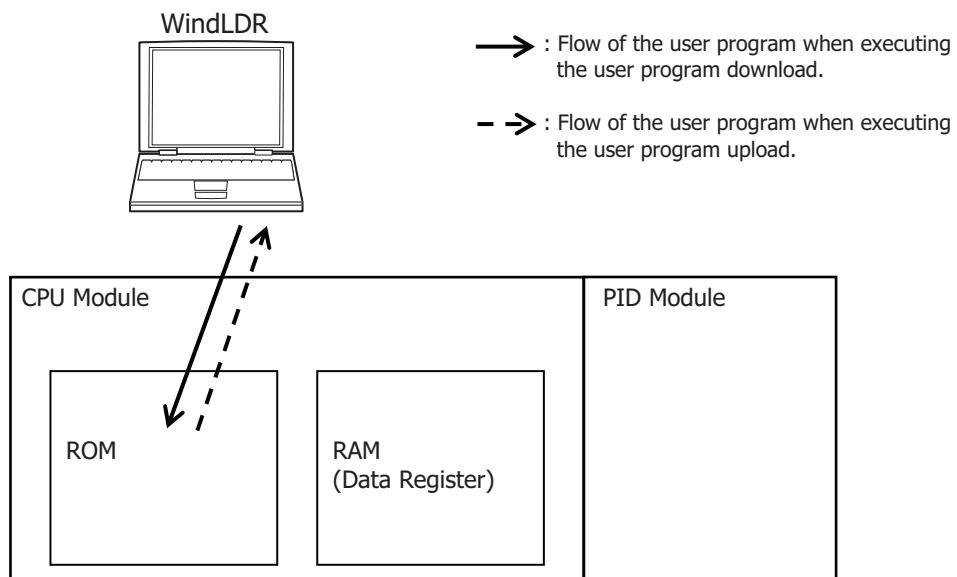 WindLDR
: Flow of the user program when executing
the user program download.
: Flow of the user program when executing
the user program upload.
CPU Module
PID Module
ROM
RAM
(Data Register)